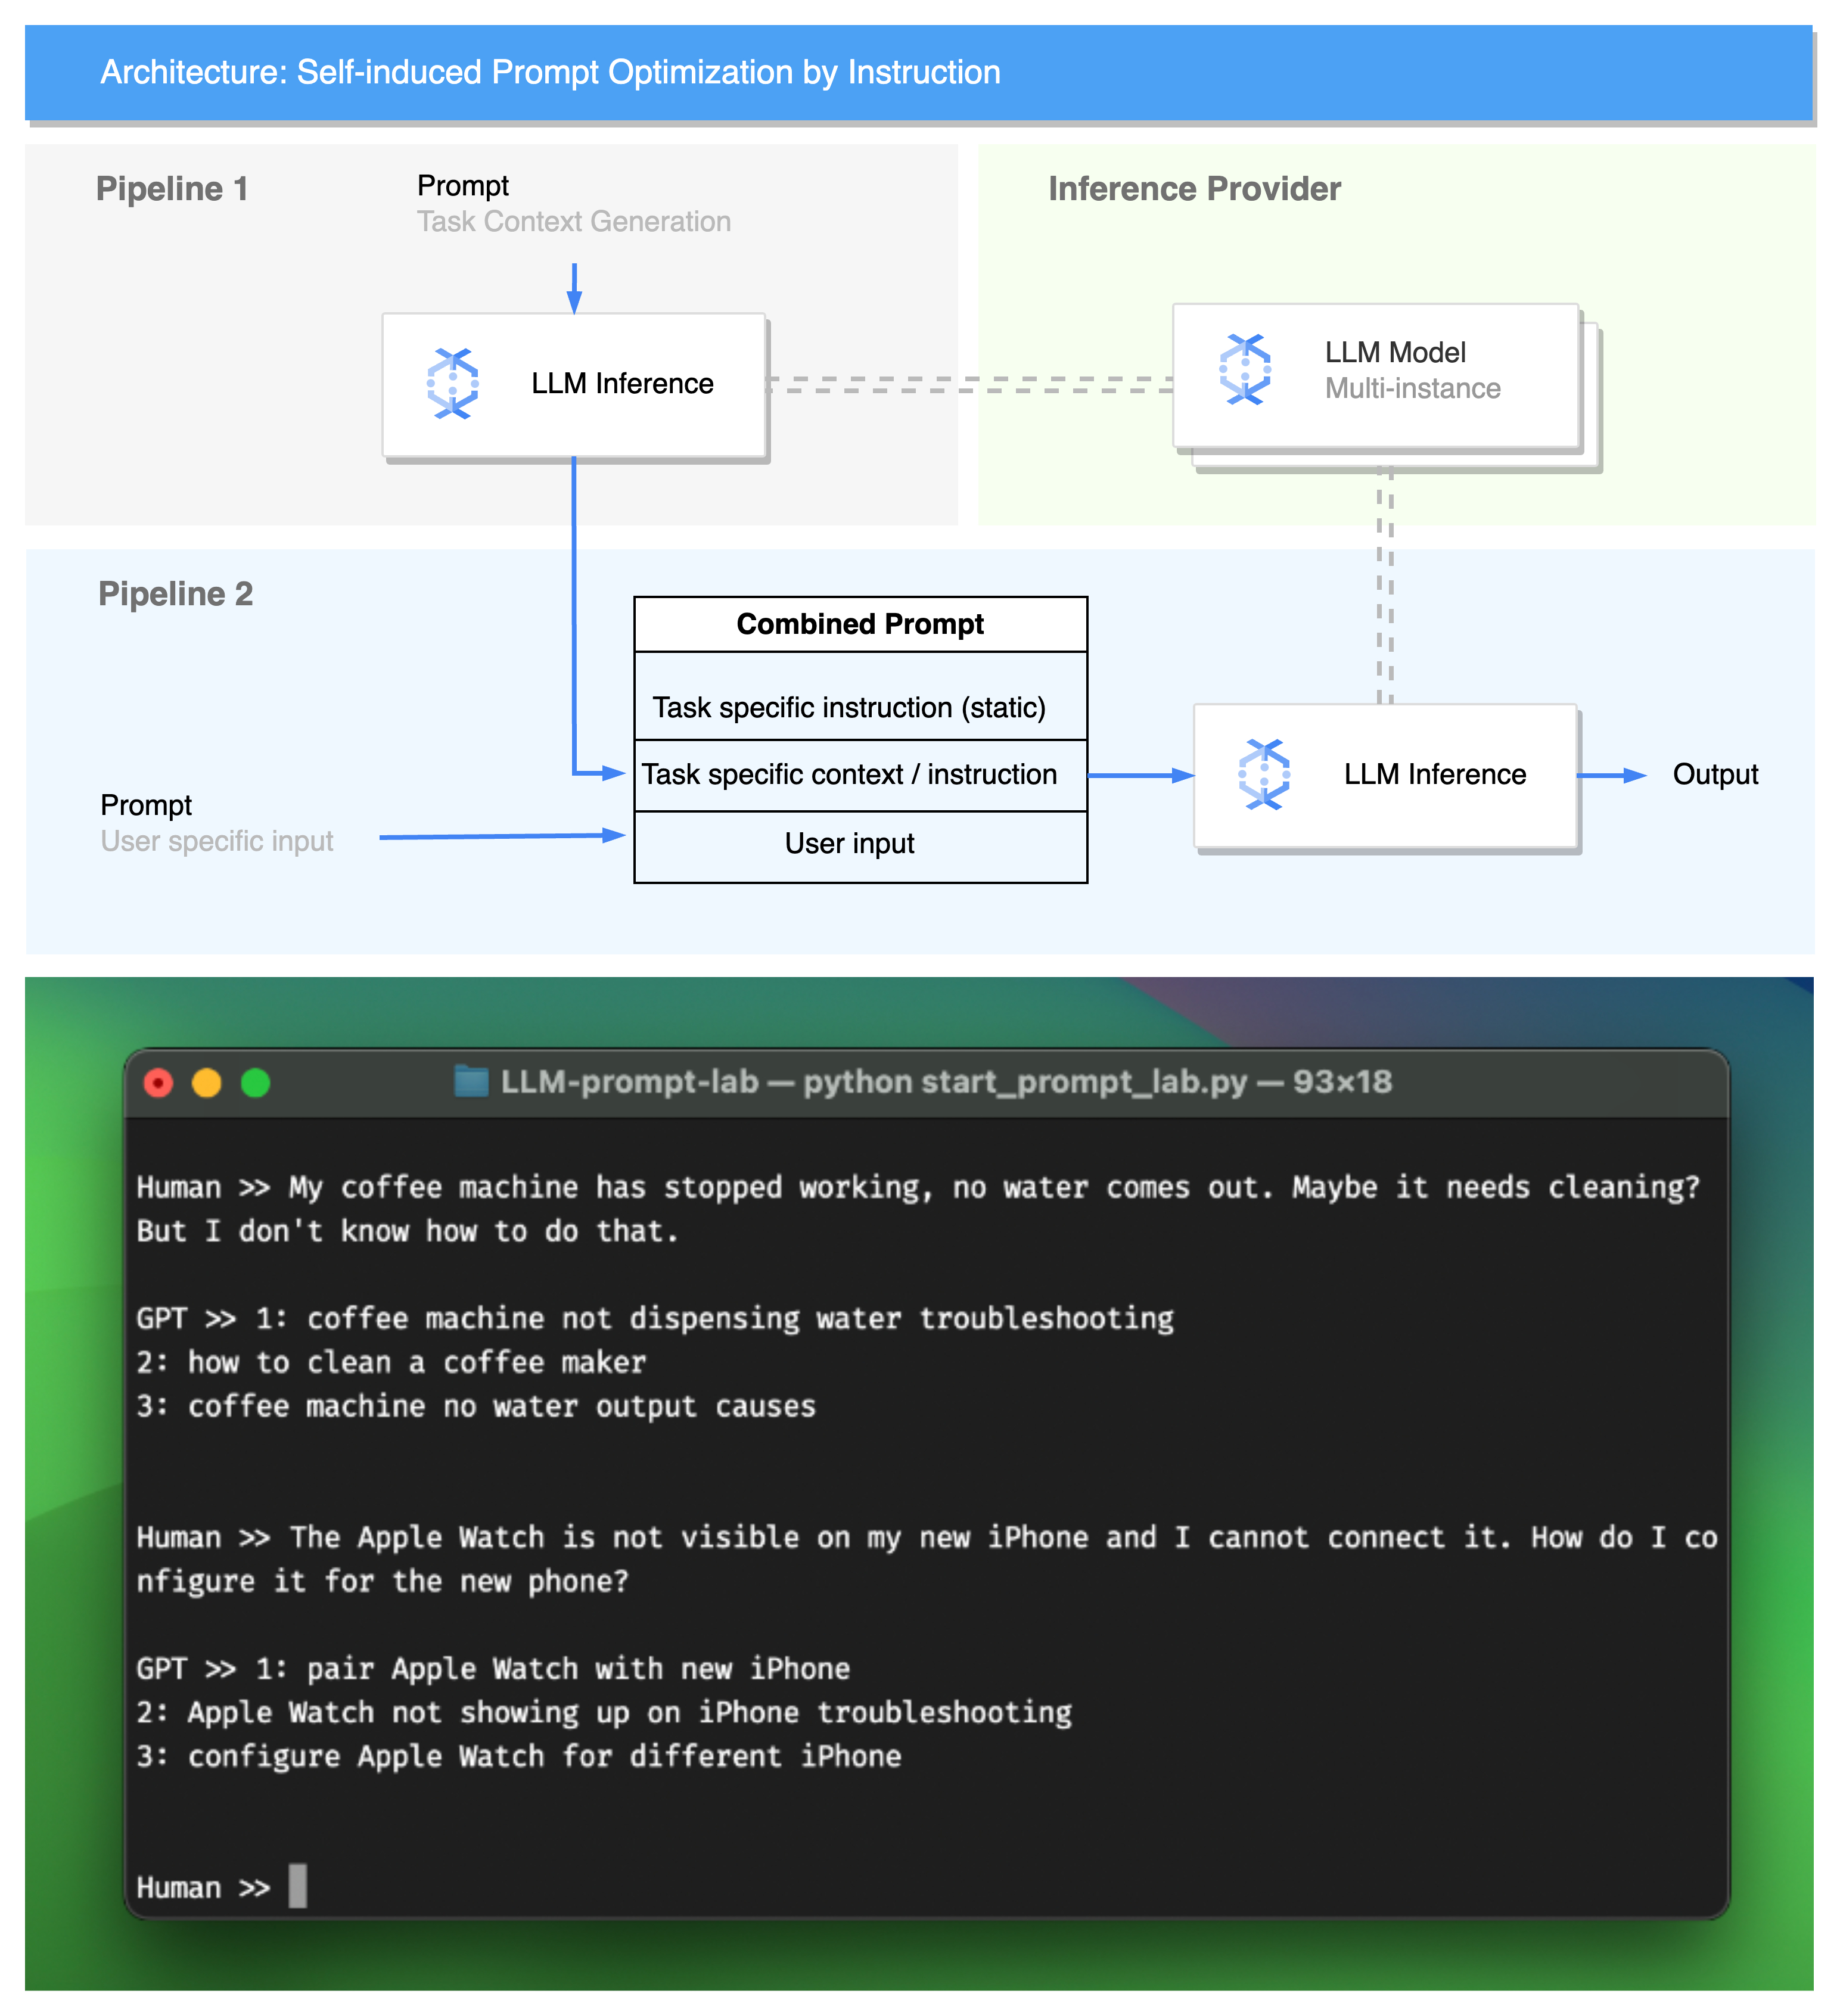 Architecture: Self-induced Prompt Optimization by Instruction
Pipeline 1
Prompt
Task Context Generation
LLM Inference
Inference Provider
LLM Model
Multi-instance
Pipeline 2
Combined Prompt
Task specific instruction (static)
Task specific context / instruction
User input
Prompt
User specific input
LLM Inference
Output
LLM-prompt-lab — python start_prompt_lab.py — 93×18
Human >> My coffee machine has stopped working, no water comes out. Maybe it needs cleaning?
But I don't know how to do that.
GPT >> 1: coffee machine not dispensing water troubleshooting
2: how to clean a coffee maker
3: coffee machine no water output causes
Human >> The Apple Watch is not visible on my new iPhone and I cannot connect it. How do I co
nfigure it for the new phone?
GPT >> 1: pair Apple Watch with new iPhone
2: Apple Watch not showing up on iPhone troubleshooting
3: configure Apple Watch for different iPhone
Human >>